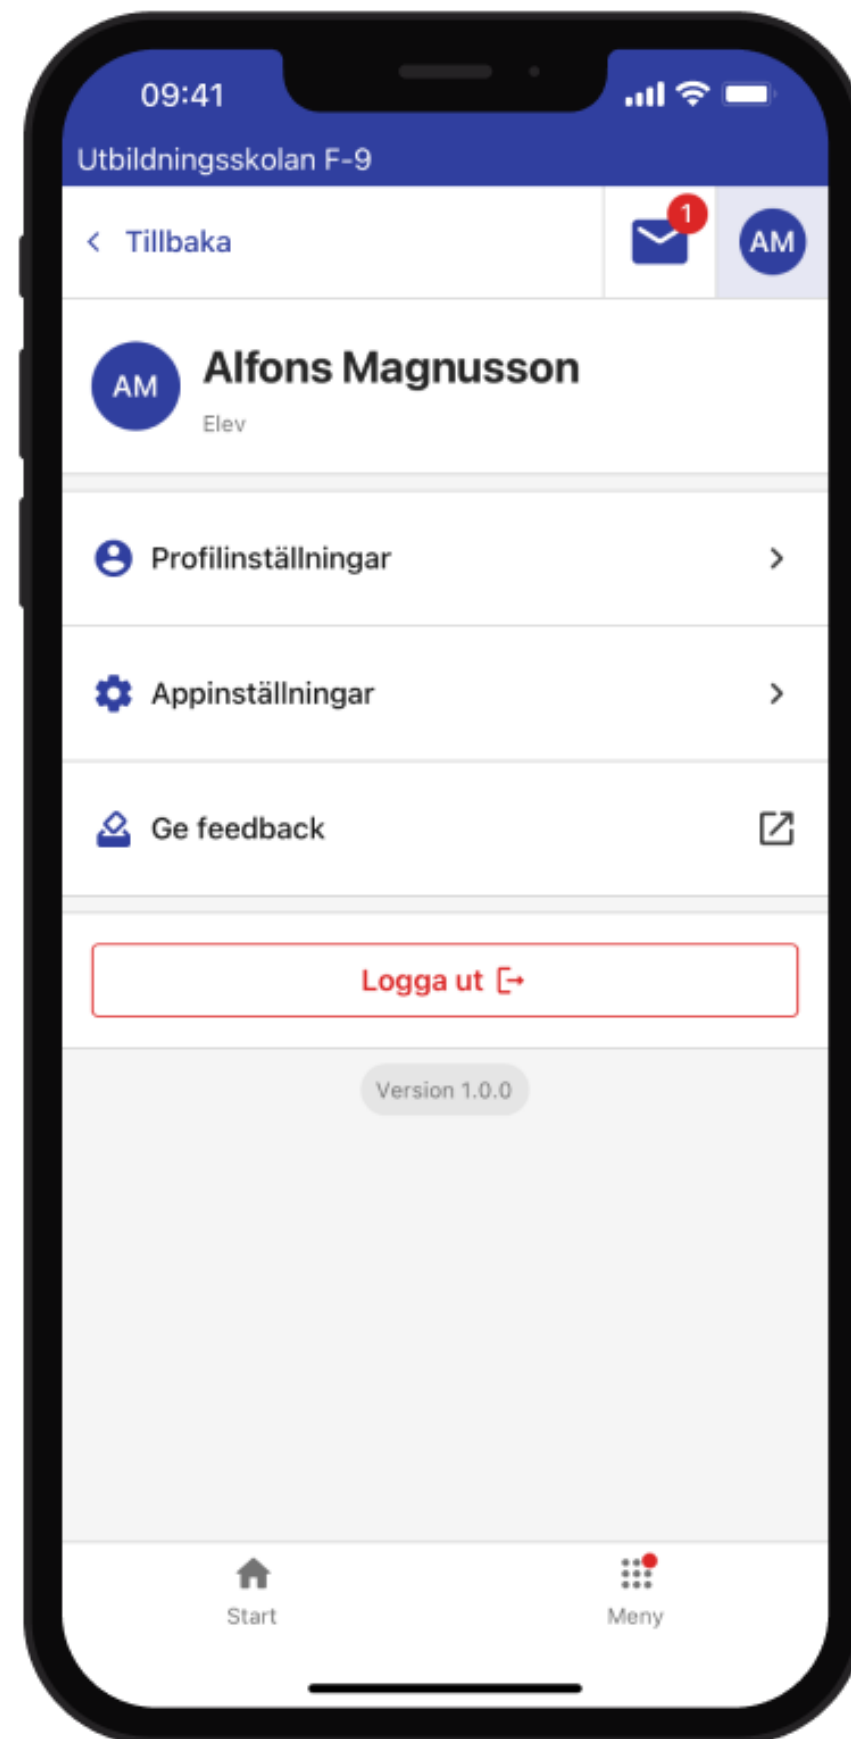 09:41
Utbildningsskolan F-9
Tillbaka
1
AM
AM
Alfons Magnusson
Elev
Profilinställningar
Appinställningar
Ge feedback
Logga ut
Version 1.0.0
Start
Meny